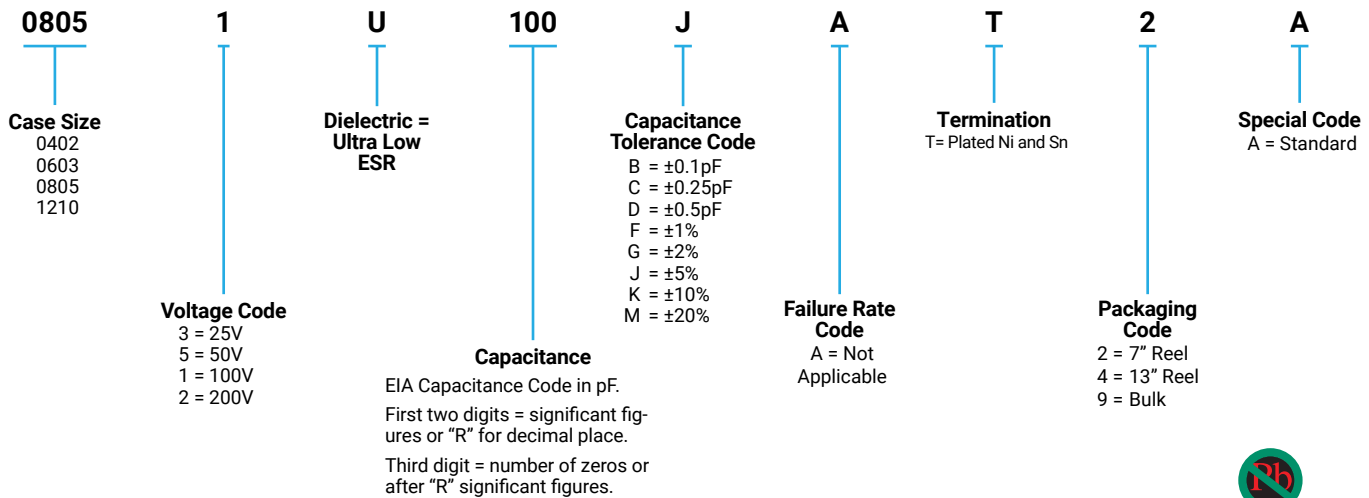 0805 1 U 100 J A T 2 A
Case Size
0402
0603
0805
1210
Voltage Code
3 = 25V
5 = 50V
1 = 100V
2 = 200V
Dielectric =
Ultra Low
ESR
Capacitance
EIA Capacitance Code in pF.
First two digits = significant fig-
ures or “R” for decimal place.
Third digit = number of zeros or
after “R” significant figures.
Capacitance
Tolerance Code
B = ±0.1pF
C = ±0.25pF
D = ±0.5pF
F = ±1%
G = ±2%
J = ±5%
K = ±10%
M = ±20%
Failure Rate
Code
A = Not
Applicable
Termination
T= Plated Ni and Sn
Packaging
Code
2 = 7” Reel
4 = 13” Reel
9 = Bulk
Special Code
A = Standard
Pb